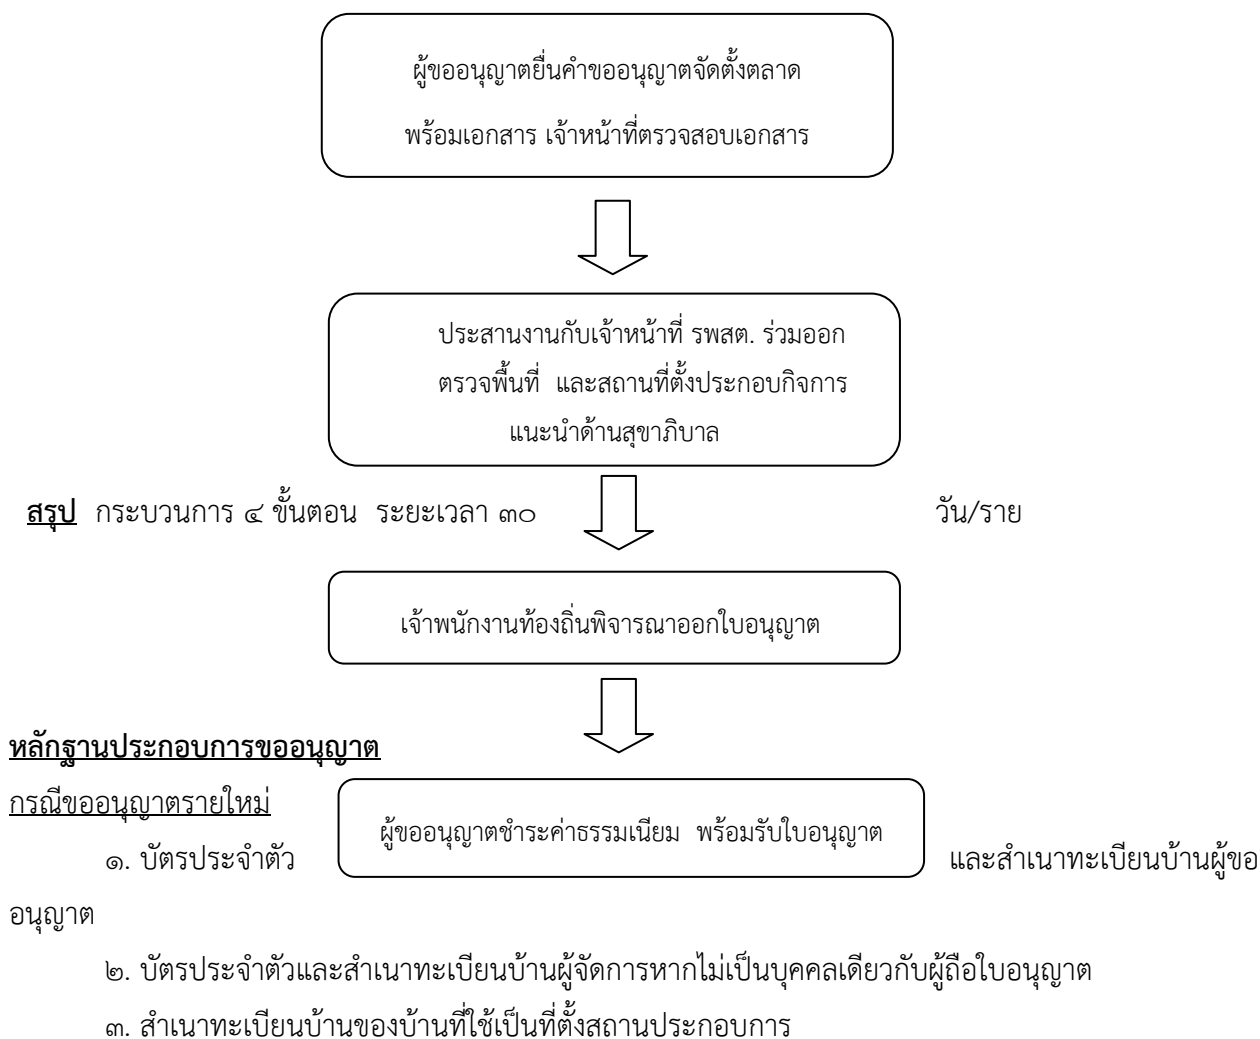 ผู้ขออนุญาตยื่นคำขออนุญาตจัดตั้งตลาด
พร้อมเอกสาร เจ้าหน้าที่ตรวจสอบเอกสาร
ประสานงานกับเจ้าหน้าที่ รพสต. ร่วมออก
ตรวจพื้นที่ และสถานที่ตั้งประกอบกิจการ
แนะนำด้านสุขาภิบาล
สรุป กระบวนการ ๔ ขั้นตอน ระยะเวลา ๓๐ วัน/ราย
เจ้าพนักงานท้องถิ่นพิจารณาออกใบอนุญาต
หลักฐานประกอบการขออนุญาต
กรณีขออนุญาตรายใหม่
ผู้ขออนุญาตชำระค่าธรรมเนียม พร้อมรับใบอนุญาต
๑. บัตรประจำตัว และสำเนาทะเบียนบ้านผู้ขอ
อนุญาต
๒. บัตรประจำตัวและสำเนาทะเบียนบ้านผู้จัดการหากไม่เป็นบุคคลเดียวกับผู้ถือใบอนุญาต
๓. สำเนาทะเบียนบ้านของบ้านที่ใช้เป็นที่ตั้งสถานประกอบการ